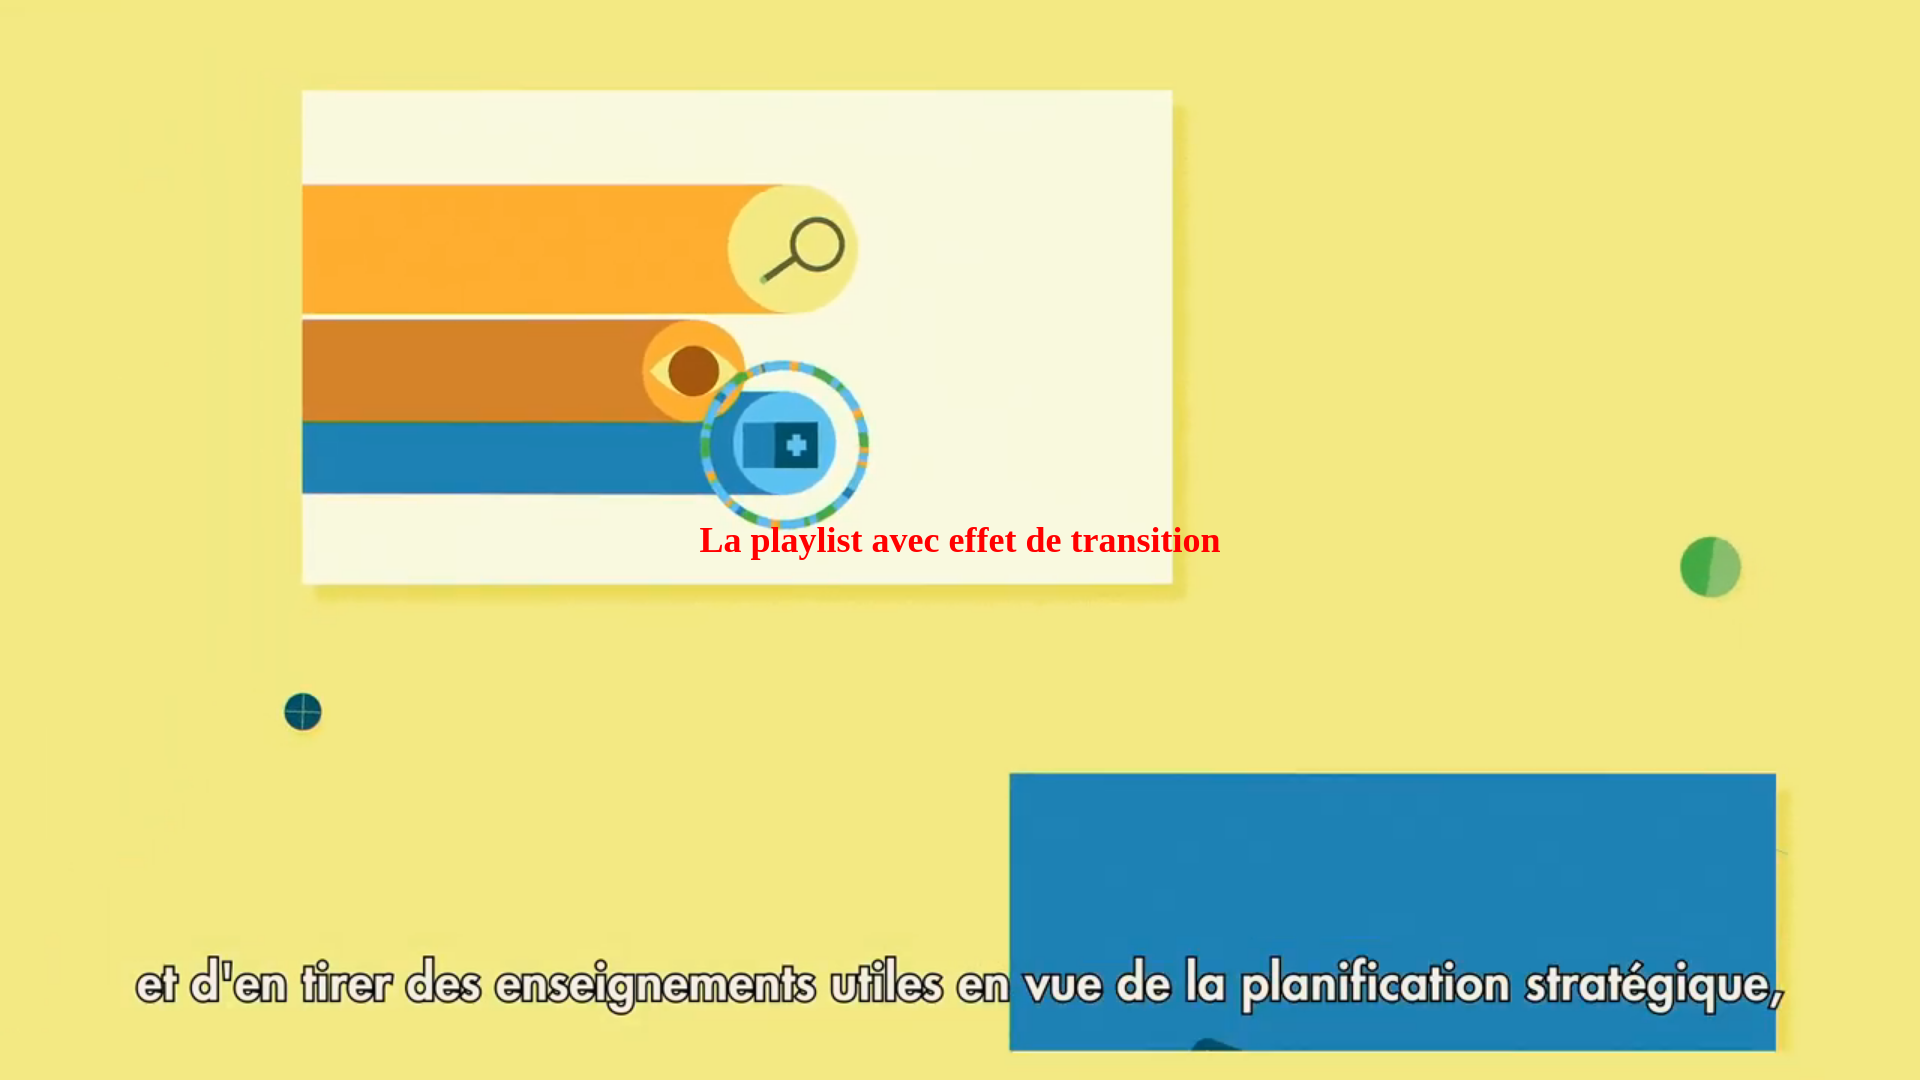 La playlist avec effet de transition
et d'en tirer des enseignements utiles en vue de la planification stratégique,